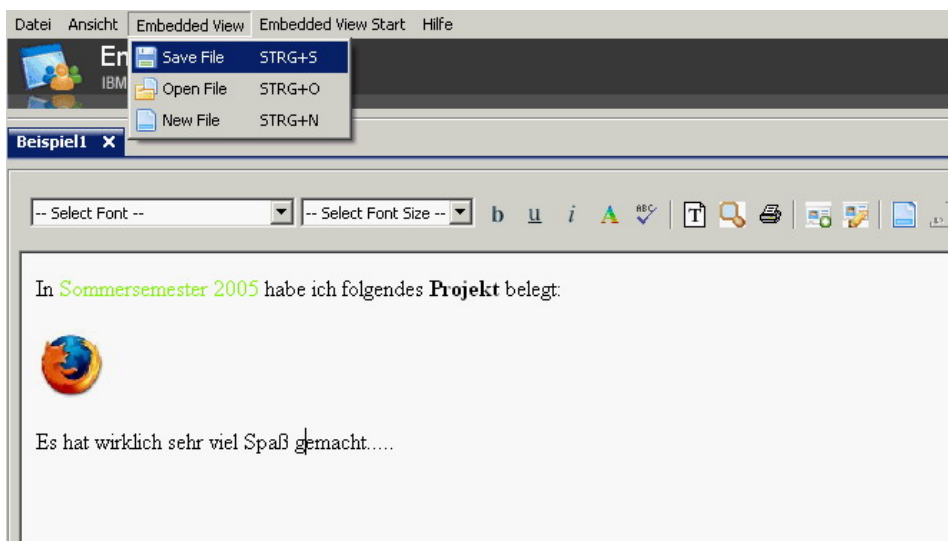 Datei Ansicht Embedded View Embedded View Start Hilfe
En
IBM
Save File STRG+S
Open File STRG+O
New File STRG+N
Beispiel1 X
-- Select Font -- -- Select Font Size -- b u i A ABC T
In Sommersemester 2005 habe ich folgendes Projekt belegt:
Es hat wirklich sehr viel Spaß gemacht.....